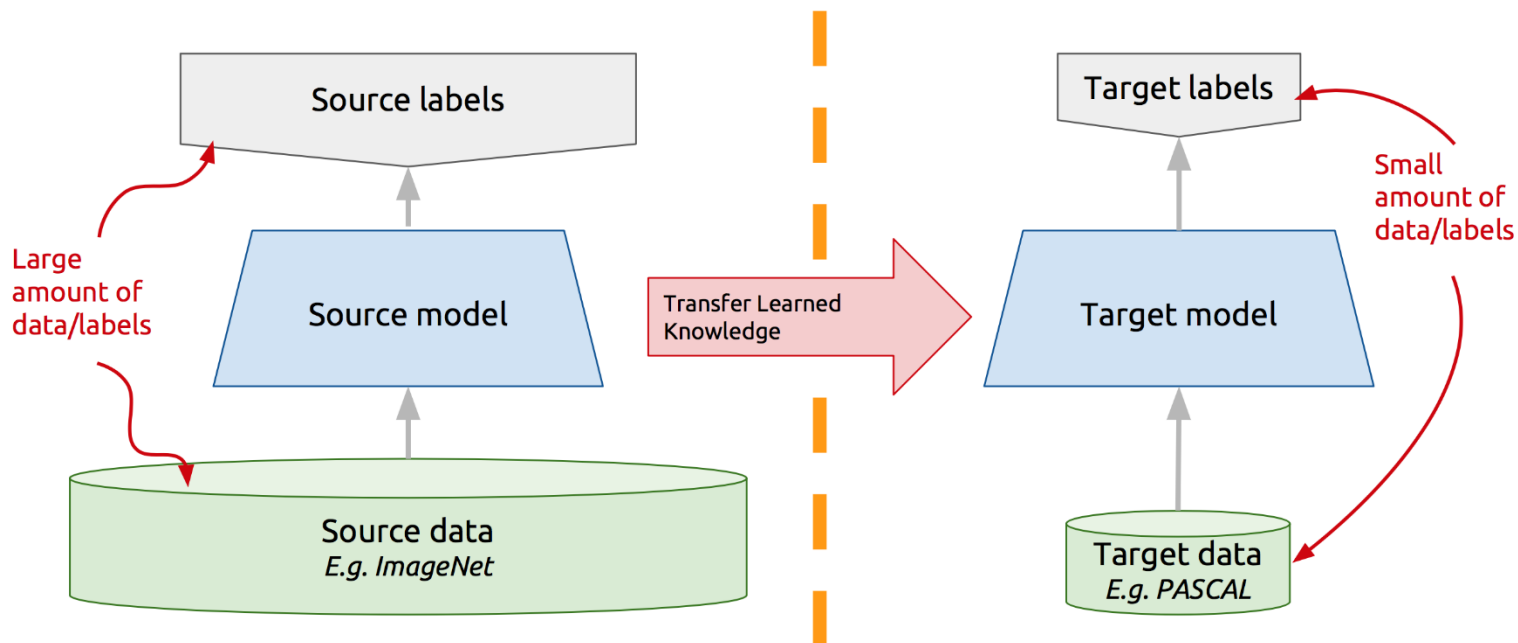 Source labels
Large
amount of
data/labels
Source model
Source data
E.g. ImageNet
Transfer Learned
Knowledge
Target labels
Small
amount of
data/labels
Target model
Target data
E.g. PASCAL